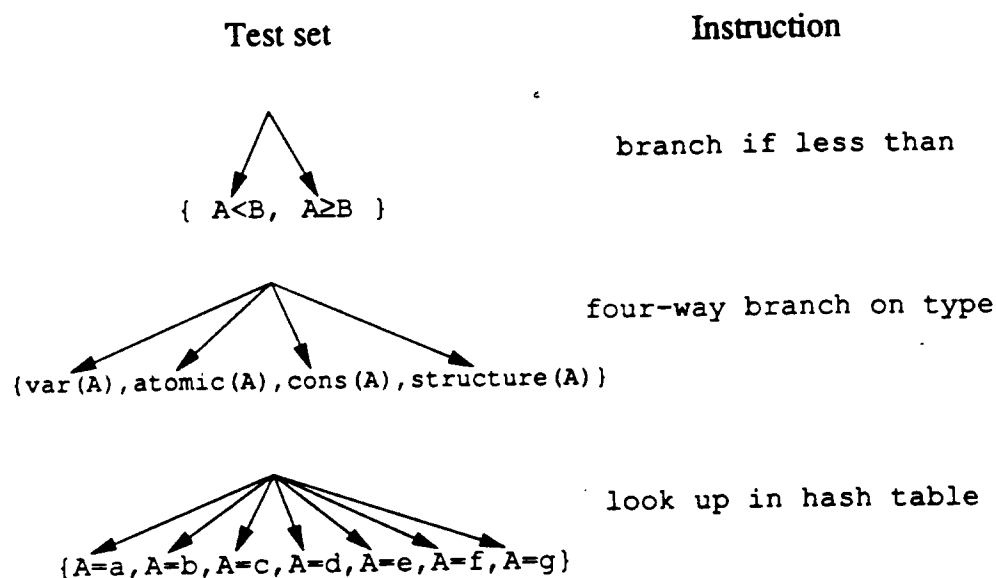 Test set
Instruction
branch if less than
{ A<B, A≥B }
four-way branch on type
{var(A),atomic(A),cons(A),structure(A)}
look up in hash table
{A=a,A=b,A=c,A=d,A=e,A=f,A=g}